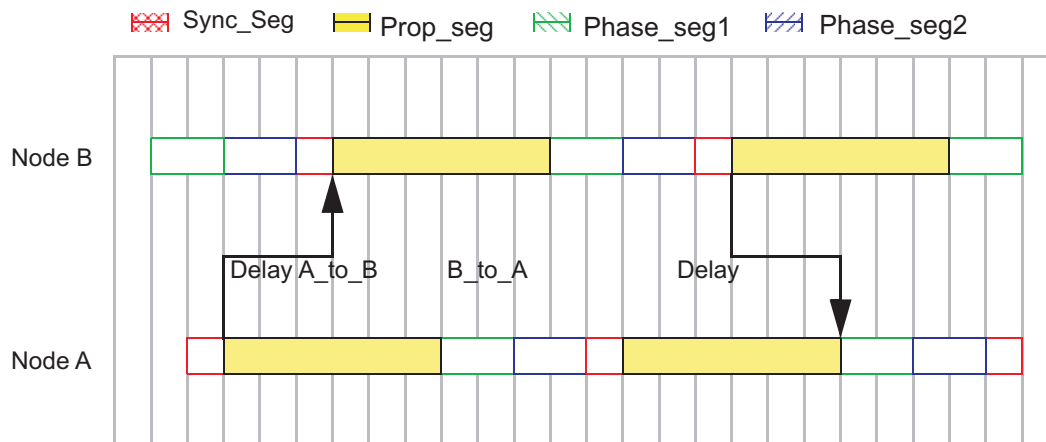 Sync_Seg Prop_seg Phase_seg1 Phase_seg2
Node B
Delay A_to_B B_to_A Delay
Node A